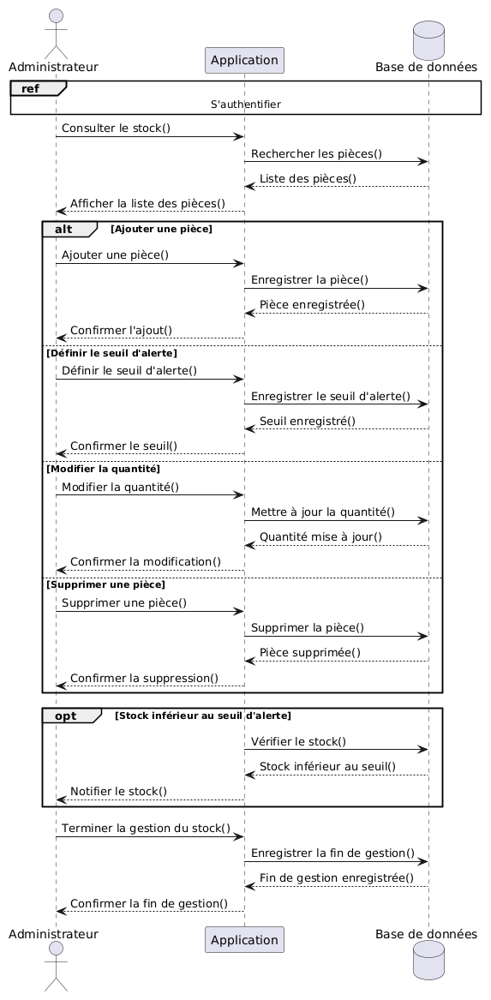 Administrateur
Application
Base de données
ref
S'authentifier
Consulter le stock()
Rechercher les pièces()
Liste des pièces()
Afficher la liste des pièces()
alt [Ajouter une pièce]
Ajouter une pièce()
Enregistrer la pièce()
Pièce enregistrée()
Confirmer l'ajout()
[Définir le seuil d'alerte]
Définir le seuil d'alerte()
Enregistrer le seuil d'alerte()
Seuil enregistré()
Confirmer le seuil()
[Modifier la quantité]
Modifier la quantité()
Mettre à jour la quantité()
Quantité mise à jour()
Confirmer la modification()
[Supprimer une pièce]
Supprimer une pièce()
Supprimer la pièce()
Pièce supprimée()
Confirmer la suppression()
opt [Stock inférieur au seuil d'alerte]
Vérifier le stock()
Stock inférieur au seuil()
Notifier le stock()
Terminer la gestion du stock()
Enregistrer la fin de gestion()
Fin de gestion enregistrée()
Confirmer la fin de gestion()
Administrateur
Application
Base de données